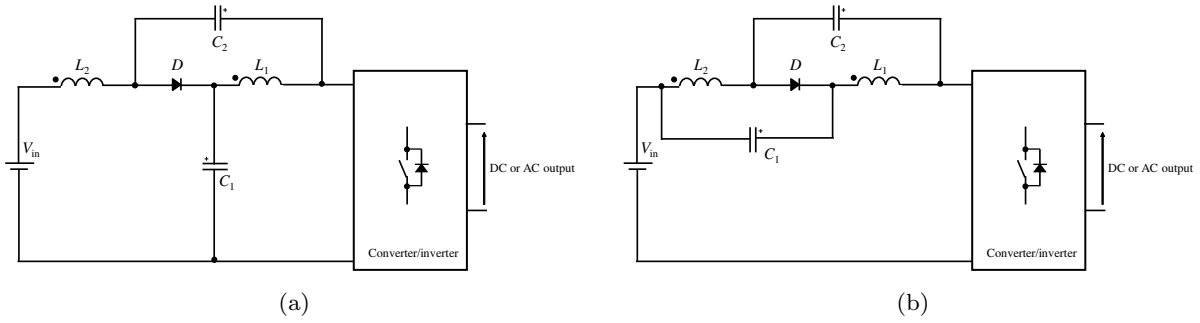 C2
L2
D
L1
Vin
C1
DC or AC output
Converter/inverter
(a)
C2
L2
D
L1
C1
Vin
DC or AC output
Converter/inverter
(b)